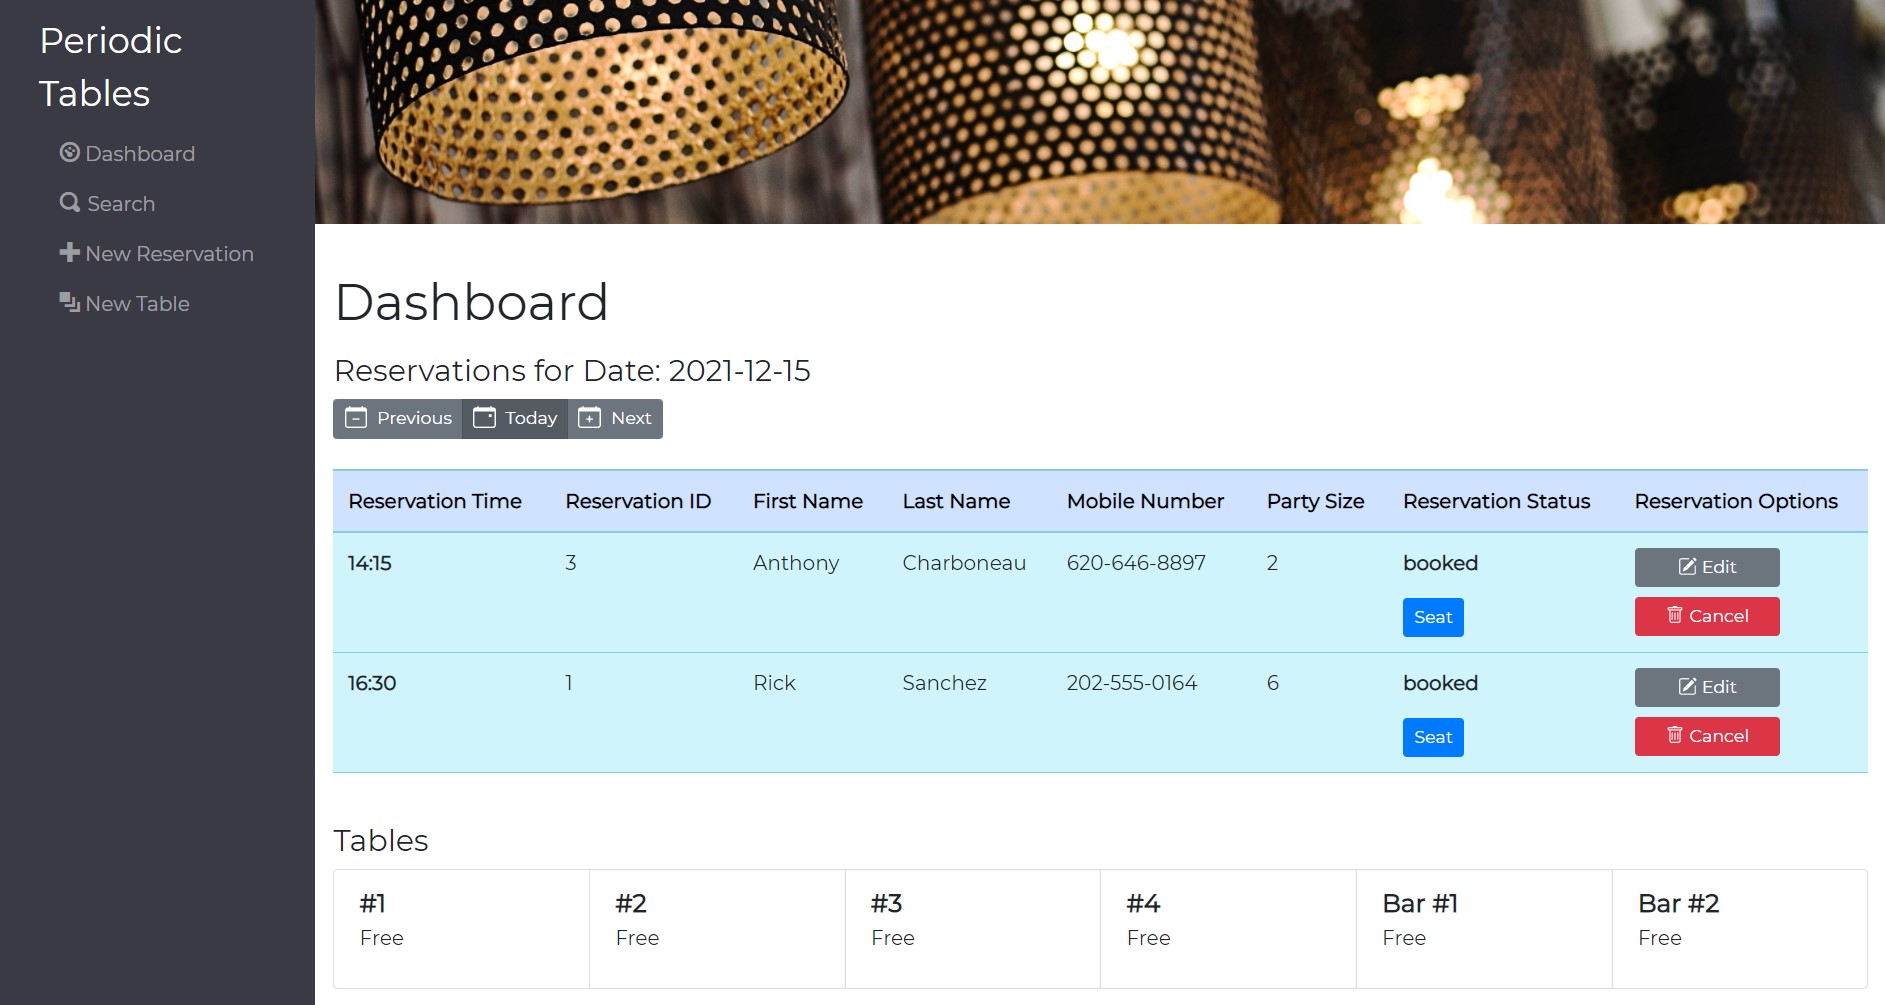 Periodic
Tables
Dashboard
Search
New Reservation
New Table
Dashboard
Reservations for Date: 2021-12-15
Previous Today Next
Reservation Time Reservation ID First Name Last Name Mobile Number Party Size Reservation Status Reservation Options
14:15 3 Anthony Charboneau 620-646-8897 2 booked Edit
Seat Cancel
16:30 1 Rick Sanchez 202-555-0164 6 booked Edit
Seat Cancel
Tables
#1 #2 #3 #4 Bar #1 Bar #2
Free Free Free Free Free Free